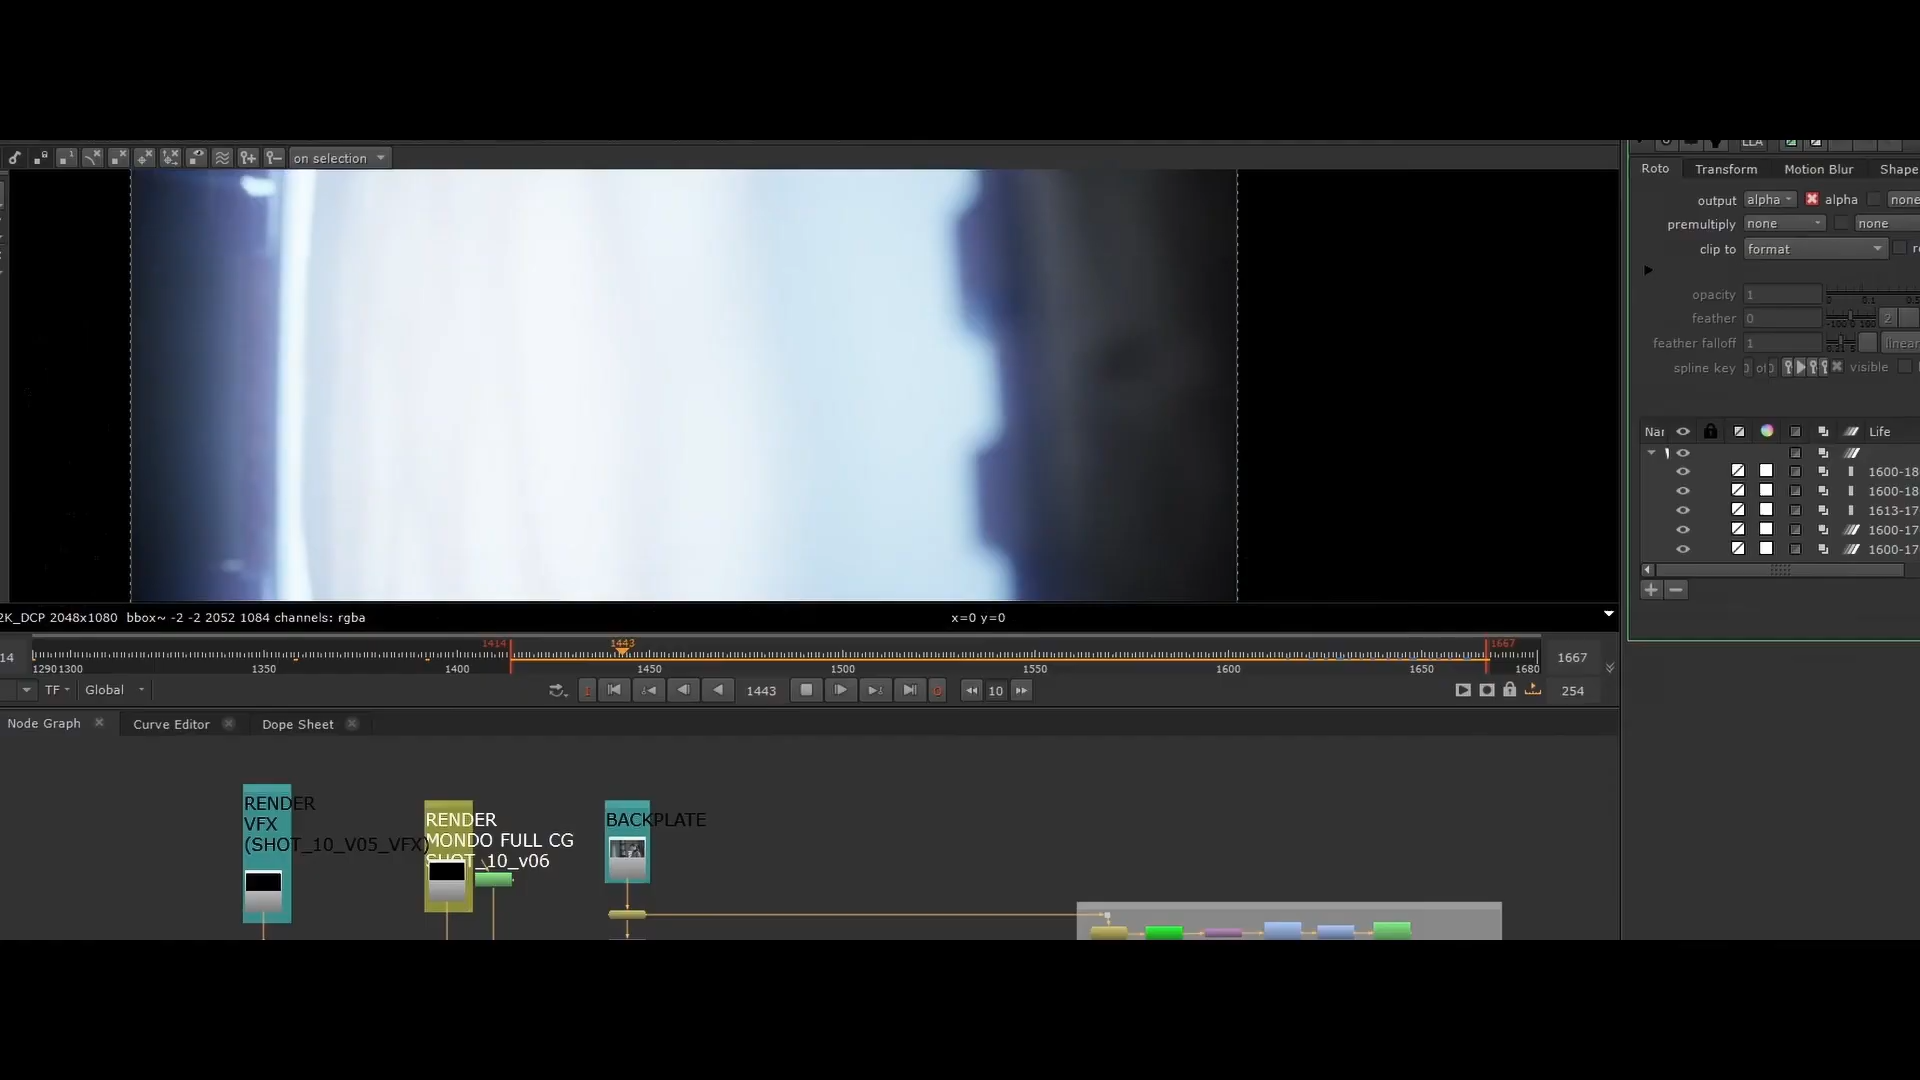 on selection
Roto Transform Motion Blur Shape
output alpha alpha none
premultiply none none
clip to format
opacity 1
feather 0 2
feather falloff 1 linear
spline key of visible
Life
1600-18
1600-18
1613-17
1600-17
1600-17
2K_DCP 2048x1080 bbox~ -2 -2 2052 1084 channels: rgba x=0 y=0
1414 1443 1667
14 1290 1300 1350 1400 1450 1500 1550 1600 1650 1680 1667
TF Global 1443 10 254
Node Graph Curve Editor Dope Sheet
RENDER
VFX
(SHOT_10_V05_VFX)
RENDER
MONDO FULL CG
SHOT_10_v06
BACKPLATE